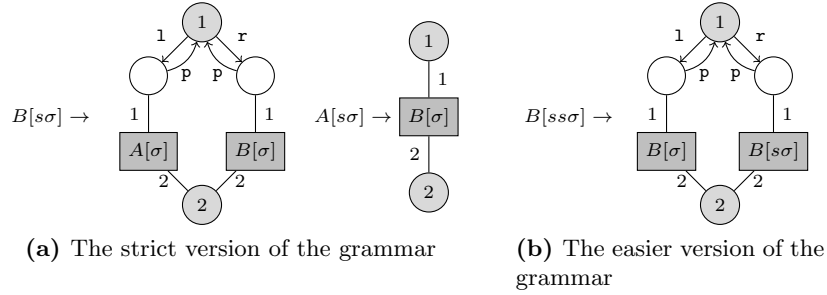 1
l r
p p
B[sσ] →
1 1
A[σ] B[σ]
2 2
2
1
1
A[sσ] →
B[σ]
2
2
1
l r
p p
B[ssσ] →
1 1
B[σ] B[sσ]
2 2
2
(a) The strict version of the grammar
(b) The easier version of the
grammar